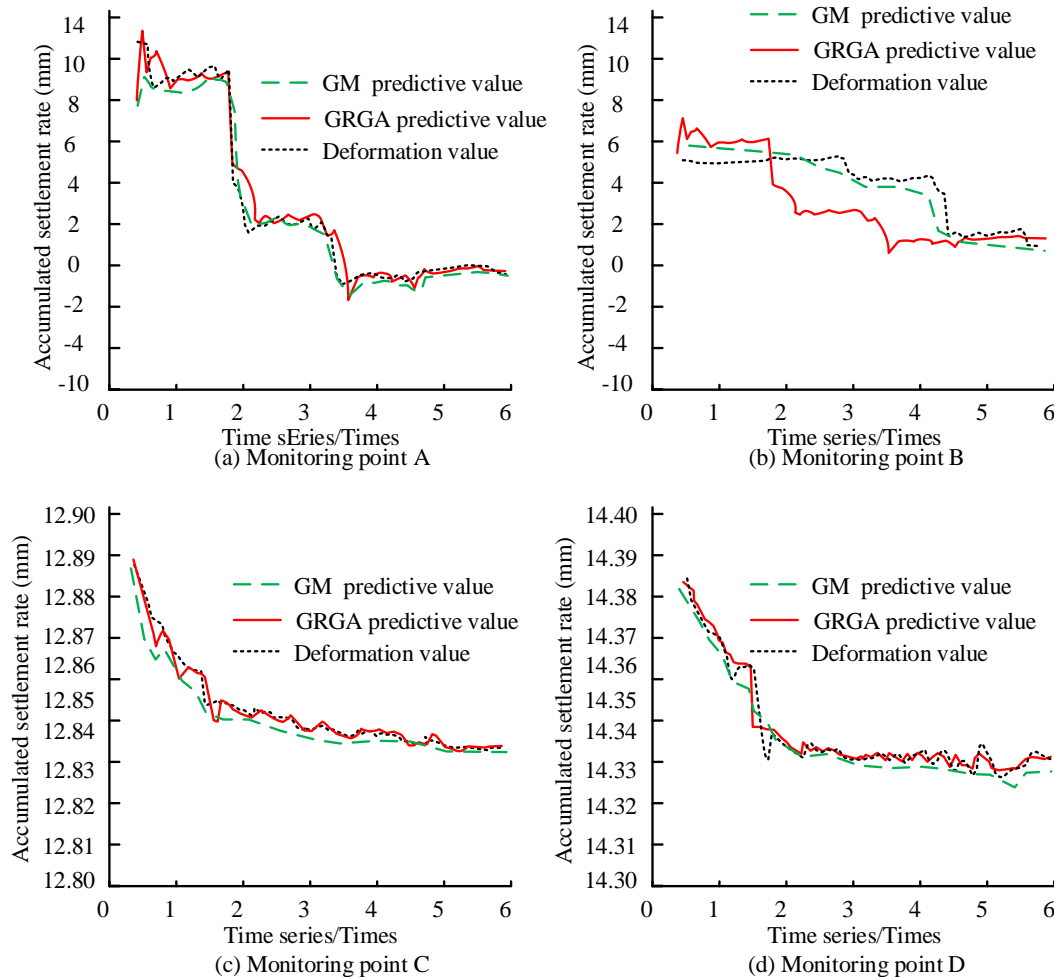 Accumulated settlement rate (mm)
14
10
8
6
4
2
0
-2
-4
-10
GM predictive value
GRGA predictive value
Deformation value
0 1 2 3 4 5 6
Time sEries/Times
(a) Monitoring point A
Accumulated settlement rate (mm)
14
10
8
6
4
2
0
-2
-4
-10
GM predictive value
GRGA predictive value
Deformation value
0 1 2 3 4 5 6
Time series/Times
(b) Monitoring point B
Accumulated settlement rate (mm)
12.90
12.89
12.88
12.87
12.86
12.84
12.83
12.82
12.81
12.80
GM predictive value
GRGA predictive value
Deformation value
0 1 2 3 4 5 6
Time series/Times
(c) Monitoring point C
Accumulated settlement rate (mm)
14.40
14.39
14.38
14.37
14.36
14.35
14.34
14.33
14.32
14.31
14.30
GM predictive value
GRGA predictive value
Deformation value
0 1 2 3 4 5 6
Time series/Times
(d) Monitoring point D